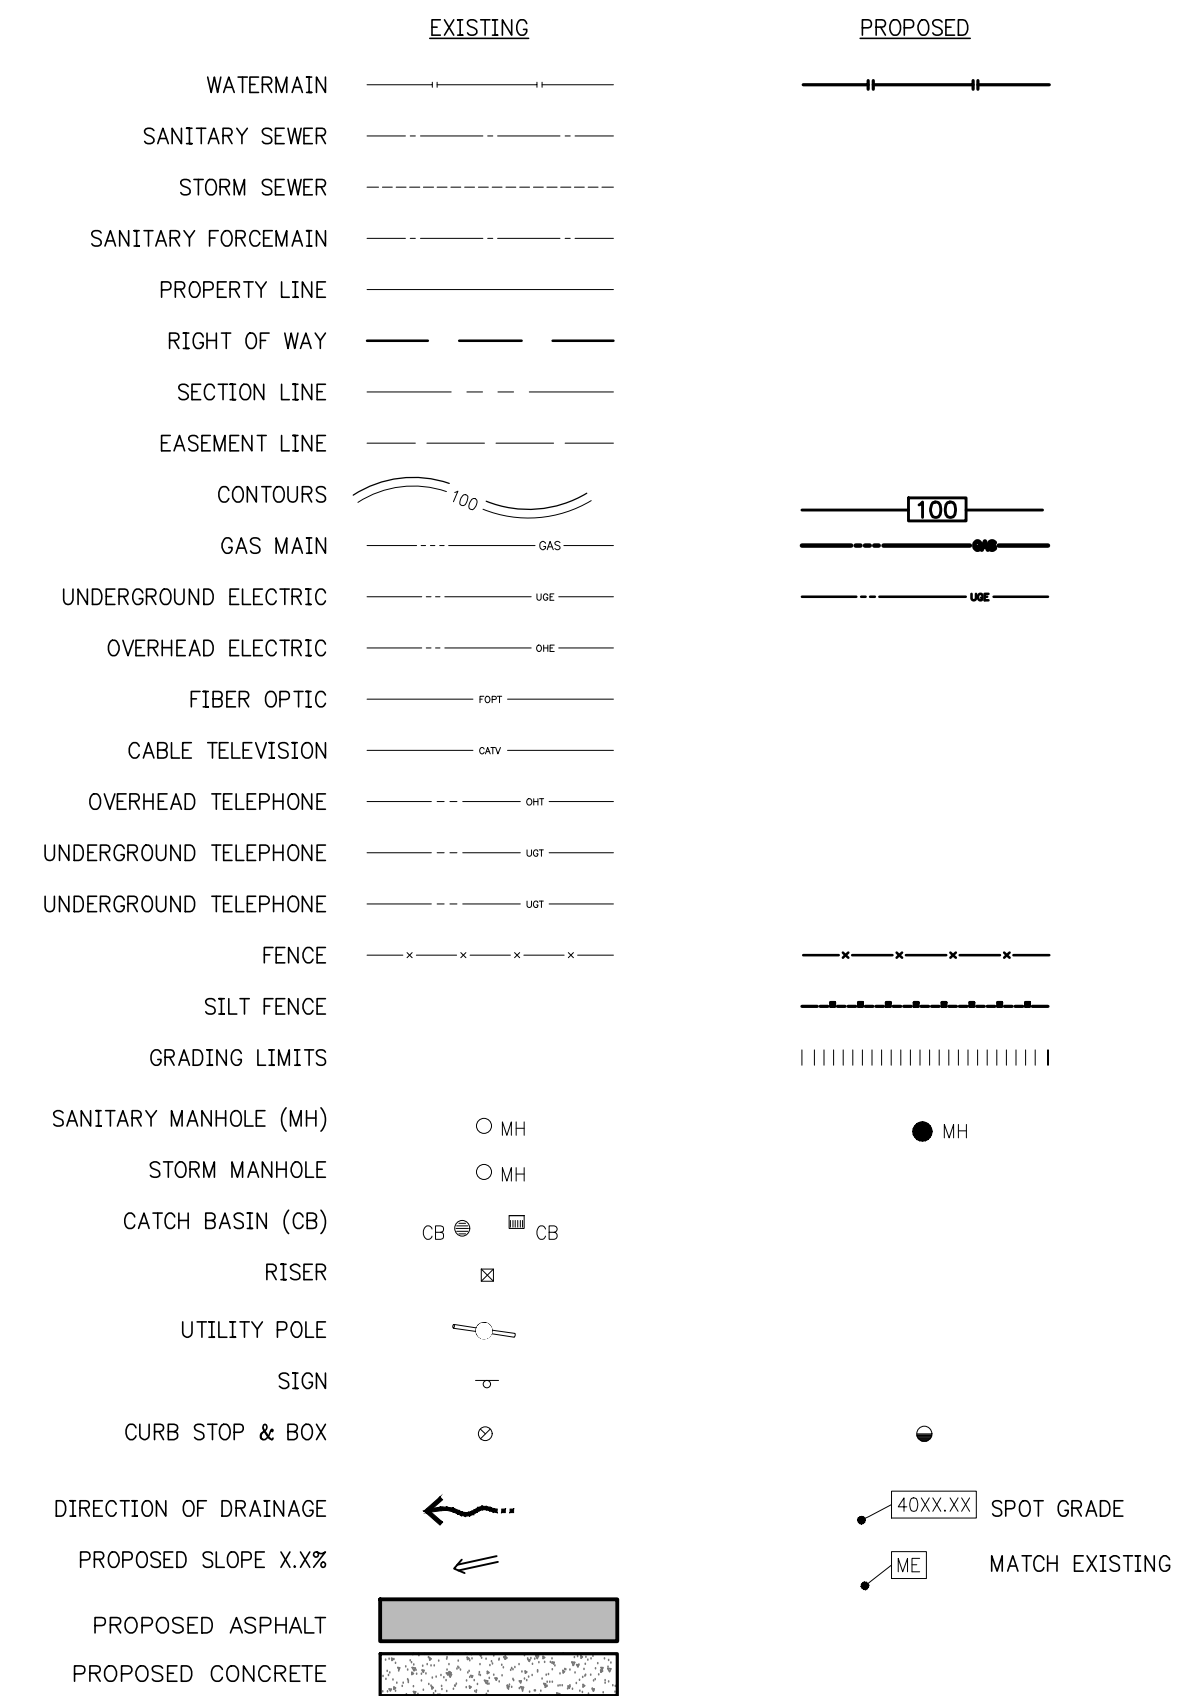 EXISTING PROPOSED
WATERMAIN
SANITARY SEWER
STORM SEWER
SANITARY FORCEMAIN
PROPERTY LINE
RIGHT OF WAY
SECTION LINE
EASEMENT LINE
CONTOURS 100 100
GAS MAIN GAS GAS
UNDERGROUND ELECTRIC UGE UGE
OVERHEAD ELECTRIC OHE
FIBER OPTIC FOPT
CABLE TELEVISION CATV
OVERHEAD TELEPHONE OHT
UNDERGROUND TELEPHONE UGT
UNDERGROUND TELEPHONE UGT
FENCE
SILT FENCE
GRADING LIMITS
SANITARY MANHOLE (MH) MH MH
STORM MANHOLE MH
CATCH BASIN (CB) CB CB
RISER
UTILITY POLE
SIGN
CURB STOP & BOX
DIRECTION OF DRAINAGE 40XX.XX SPOT GRADE
PROPOSED SLOPE X.X% ME MATCH EXISTING
PROPOSED ASPHALT
PROPOSED CONCRETE